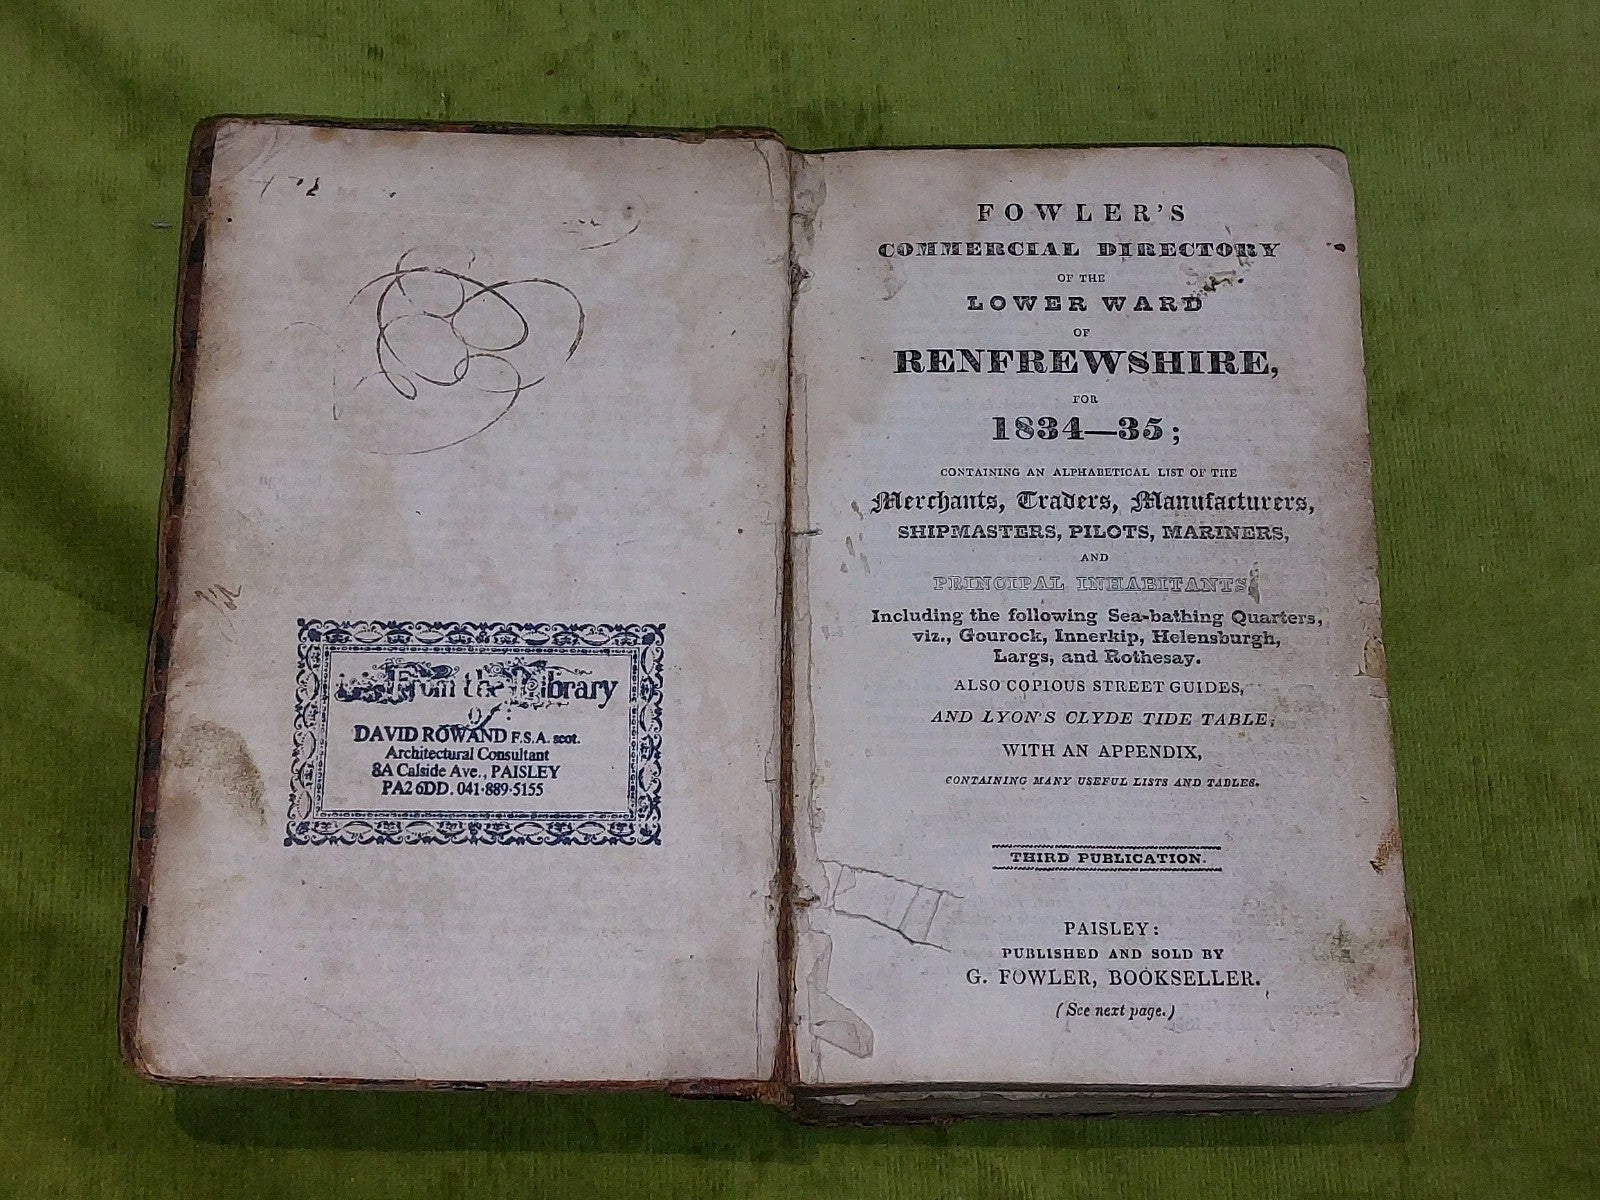 From the Library
of:
DAVID ROWAND F.S.A. scot.
Architectural Consultant
8A Calside Ave., PAISLEY
PA2 6DD. 041·889·5155
FOWLER'S
COMMERCIAL DIRECTORY
OF THE
LOWER WARD
OF
RENFREWSHIRE,
FOR
1834—35;
CONTAINING AN ALPHABETICAL LIST OF THE
Merchants, Traders, Manufacturers,
SHIPMASTERS, PILOTS, MARINERS,
AND
PRINCIPAL INHABITANTS
Including the following Sea-bathing Quarters,
viz., Gourock, Innerkip, Helensburgh,
Largs, and Rothesay.
ALSO COPIOUS STREET GUIDES,
AND LYON'S CLYDE TIDE TABLE,
WITH AN APPENDIX,
CONTAINING MANY USEFUL LISTS AND TABLES.
THIRD PUBLICATION.
PAISLEY:
PUBLISHED AND SOLD BY
G. FOWLER, BOOKSELLER.
(See next page.)